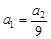 a₁ = a₂/9